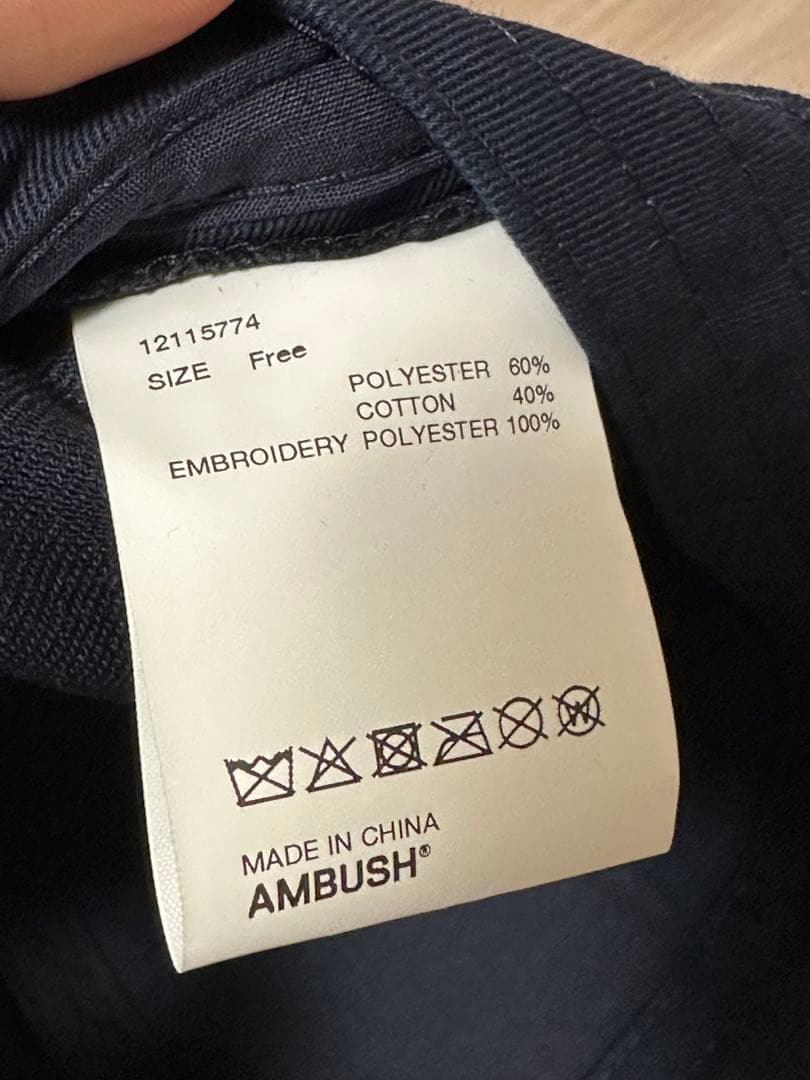 12115774
SIZE Free
POLYESTER 60%
COTTON 40%
EMBROIDERY POLYESTER 100%
W
MADE IN CHINA
AMBUSH®